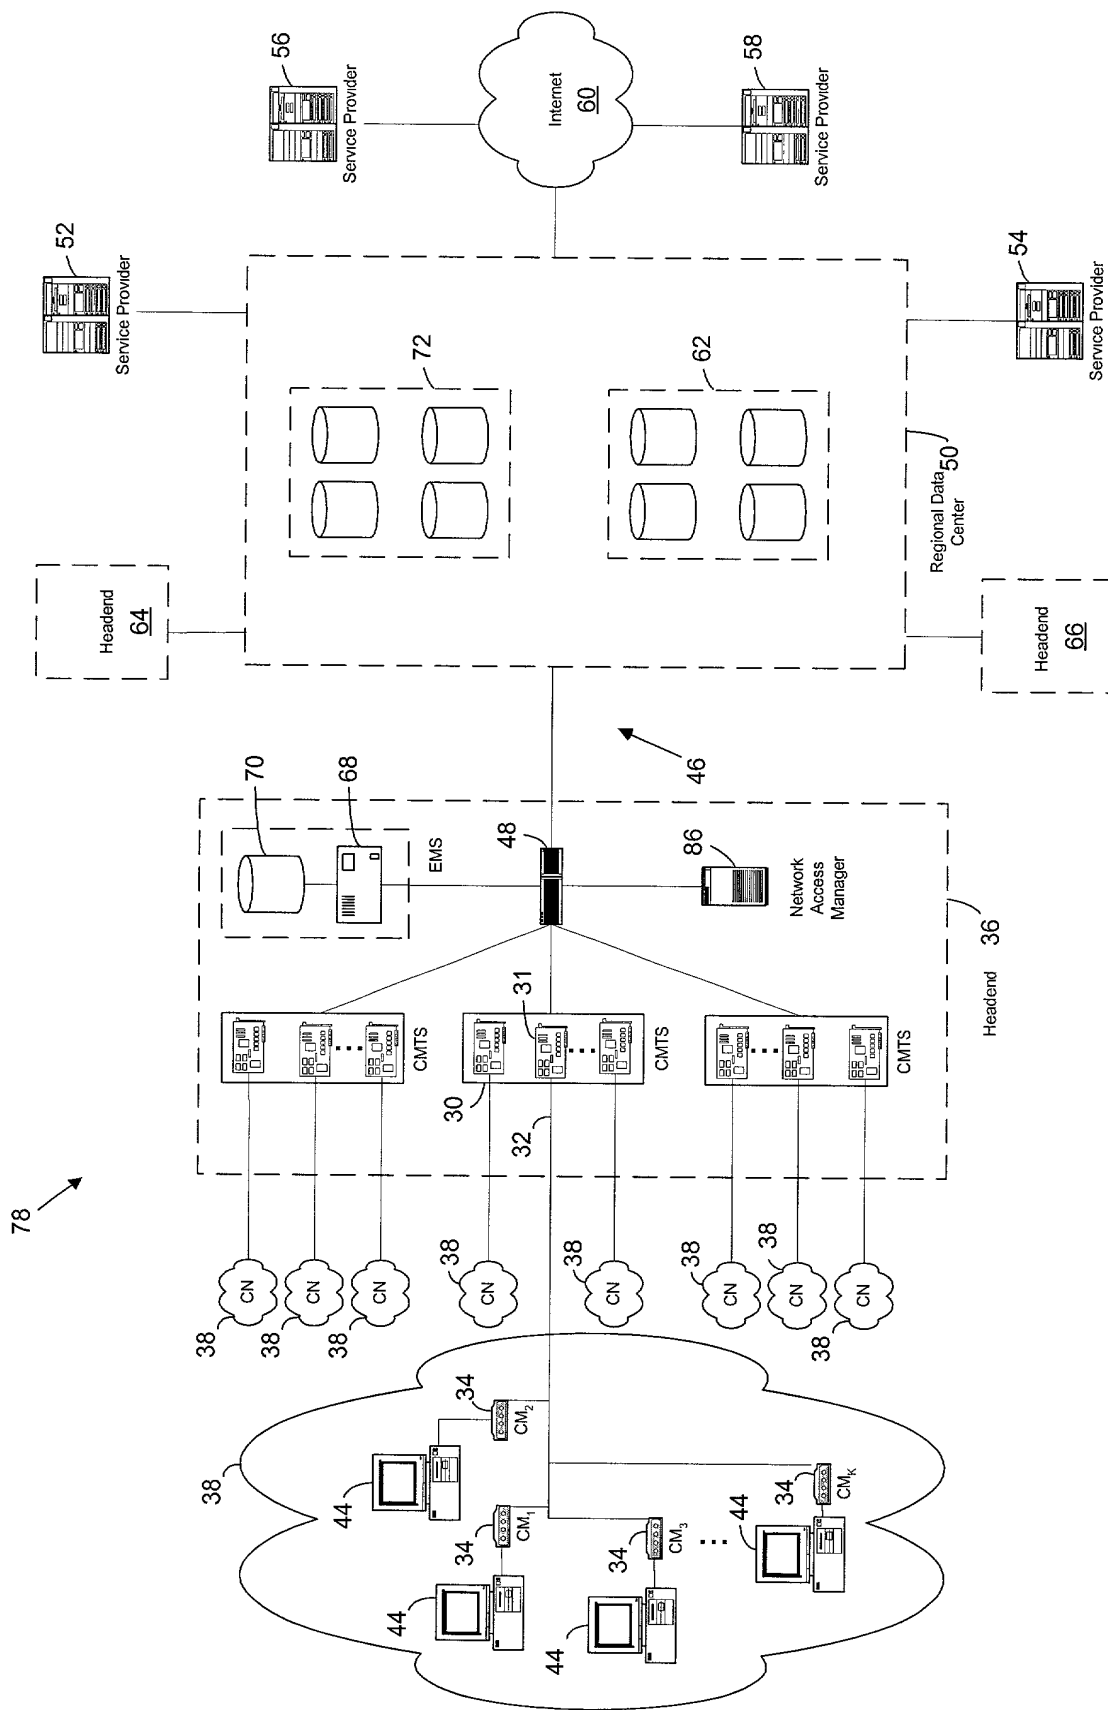 78
38
44
34
CM2
44
34
CM1
44
34
CM3
...
44
34
CMK
38
CN
38
CN
38
CN
38
CN
38
CN
38
CN
38
CN
38
CN
32
30
31
CMTS
CMTS
CMTS
70
68
EMS
48
86
Network
Access
Manager
Headend
36
46
Headend
64
Headend
66
72
62
Regional Data
Center
50
52
Service Provider
54
Service Provider
56
Service Provider
Internet
60
58
Service Provider